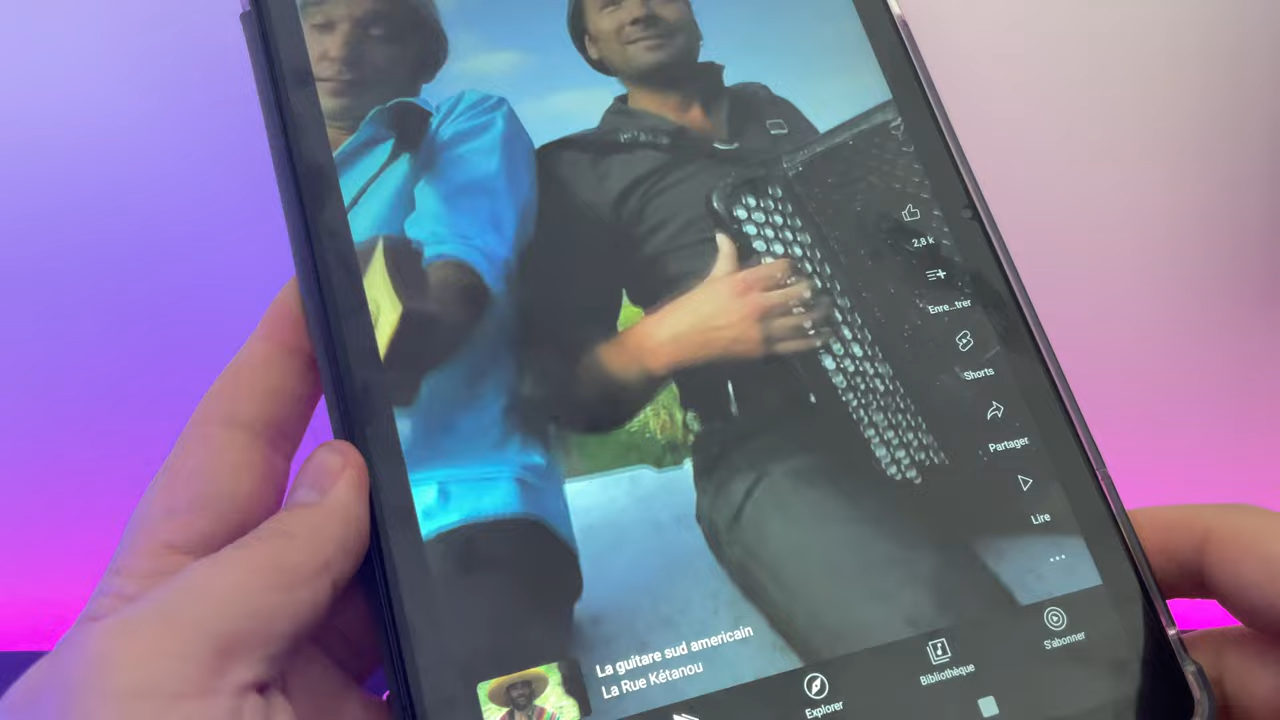 2,8 k
Enre...trer
Shorts
Partager
Lire
La guitare sud americain
La Rue Kétanou
Explorer
Bibliothèque
S'abonner